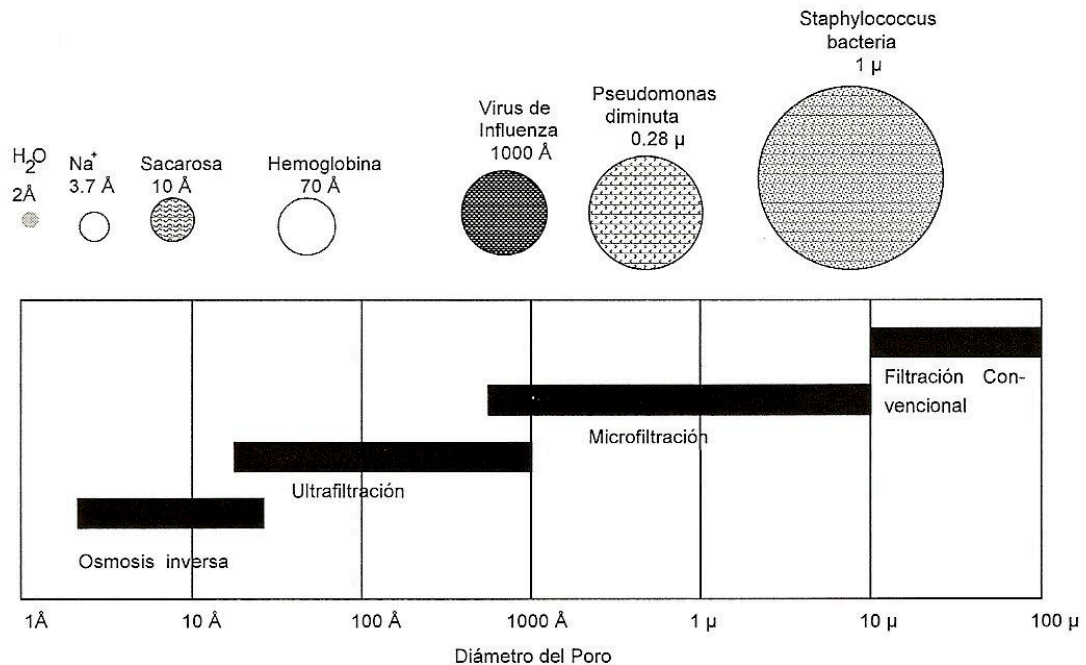 H₂O
2Å
Na⁺
3.7 Å
Sacarosa
10 Å
Hemoglobina
70 Å
Virus de
Influenza
1000 Å
Pseudomonas
diminuta
0.28 μ
Staphylococcus
bacteria
1 μ
Filtración Con-
vencional
Microfiltración
Ultrafiltración
Osmosis inversa
1Å
10 Å
100 Å
1000 Å
1 μ
10 μ
100 μ
Diámetro del Poro